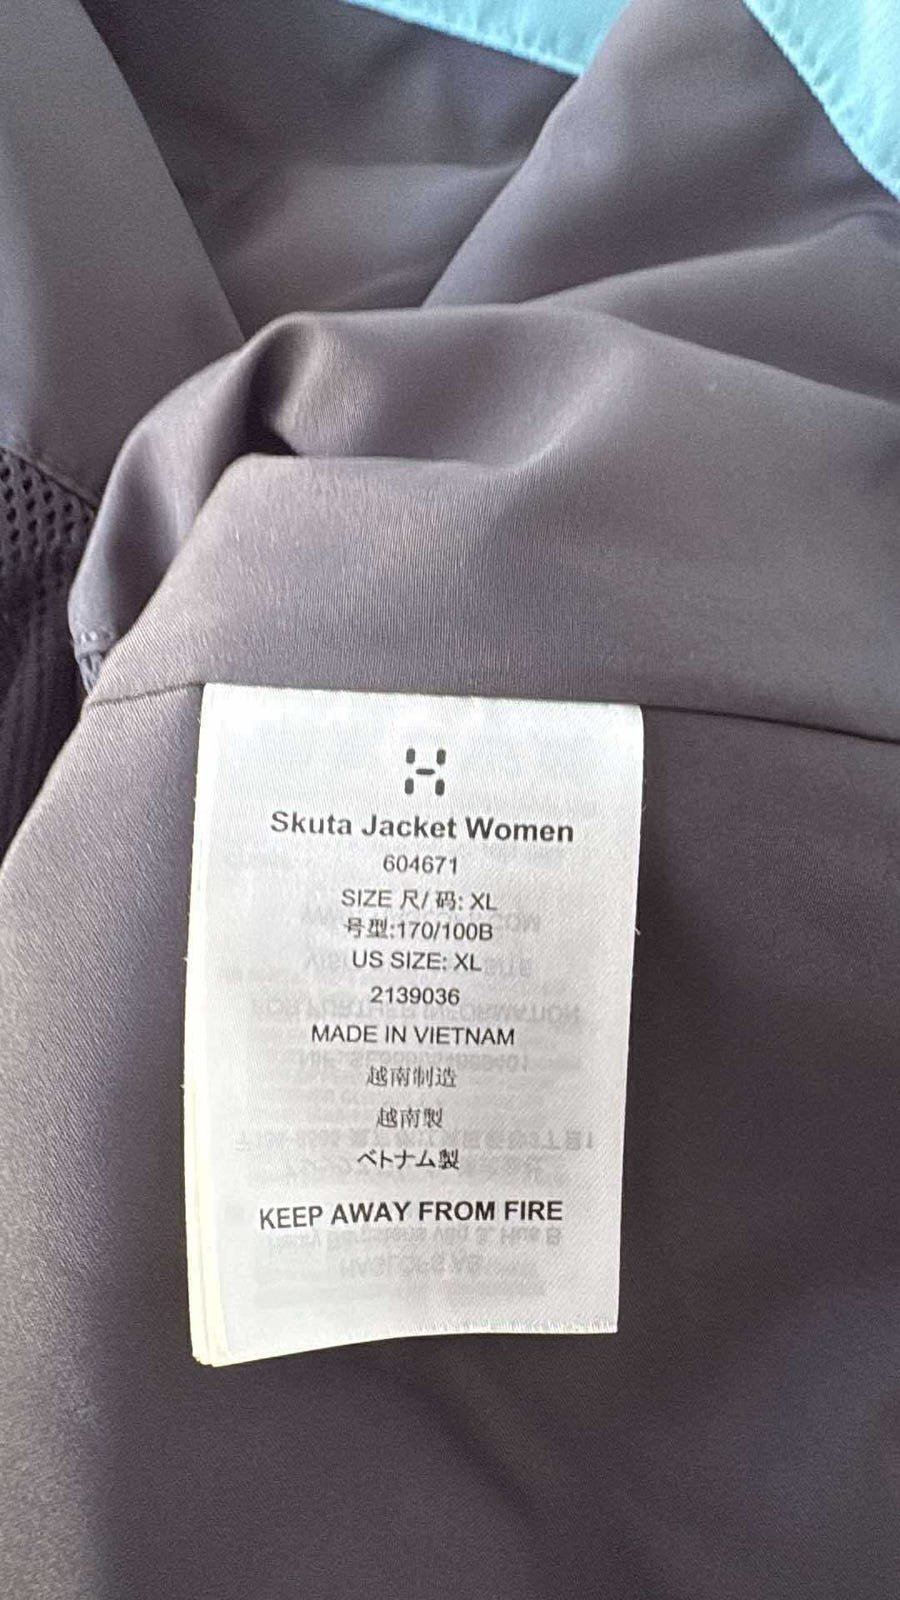 Skuta Jacket Women
604671
SIZE 尺/ 码: XL
号型:170/100B
US SIZE: XL
2139036
MADE IN VIETNAM
越南制造
越南製
ベトナム製
KEEP AWAY FROM FIRE